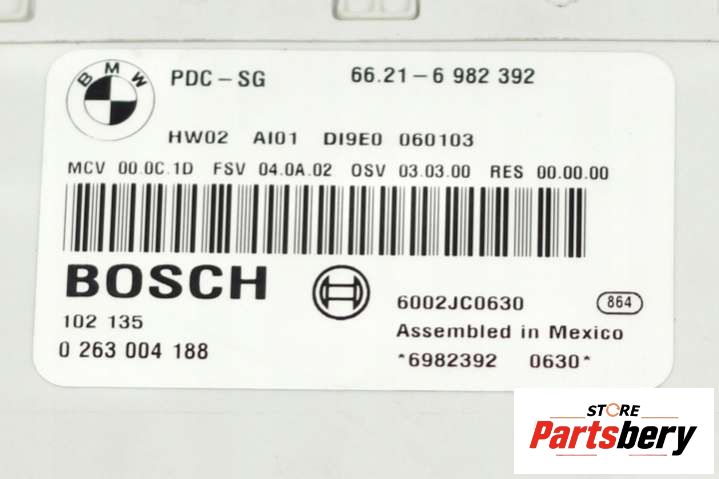 BMW
PDC-SG 66.21-6 982 392
HW02 AI01 DI9E0 060103
MCV 00.0C.1D FSV 04.0A.02 OSV 03.03.00 RES 00.00.00
BOSCH
6002JC0630 864
102 135
Assembled in Mexico
0 263 004 188
*6982392 0630*
STORE
Partsbery